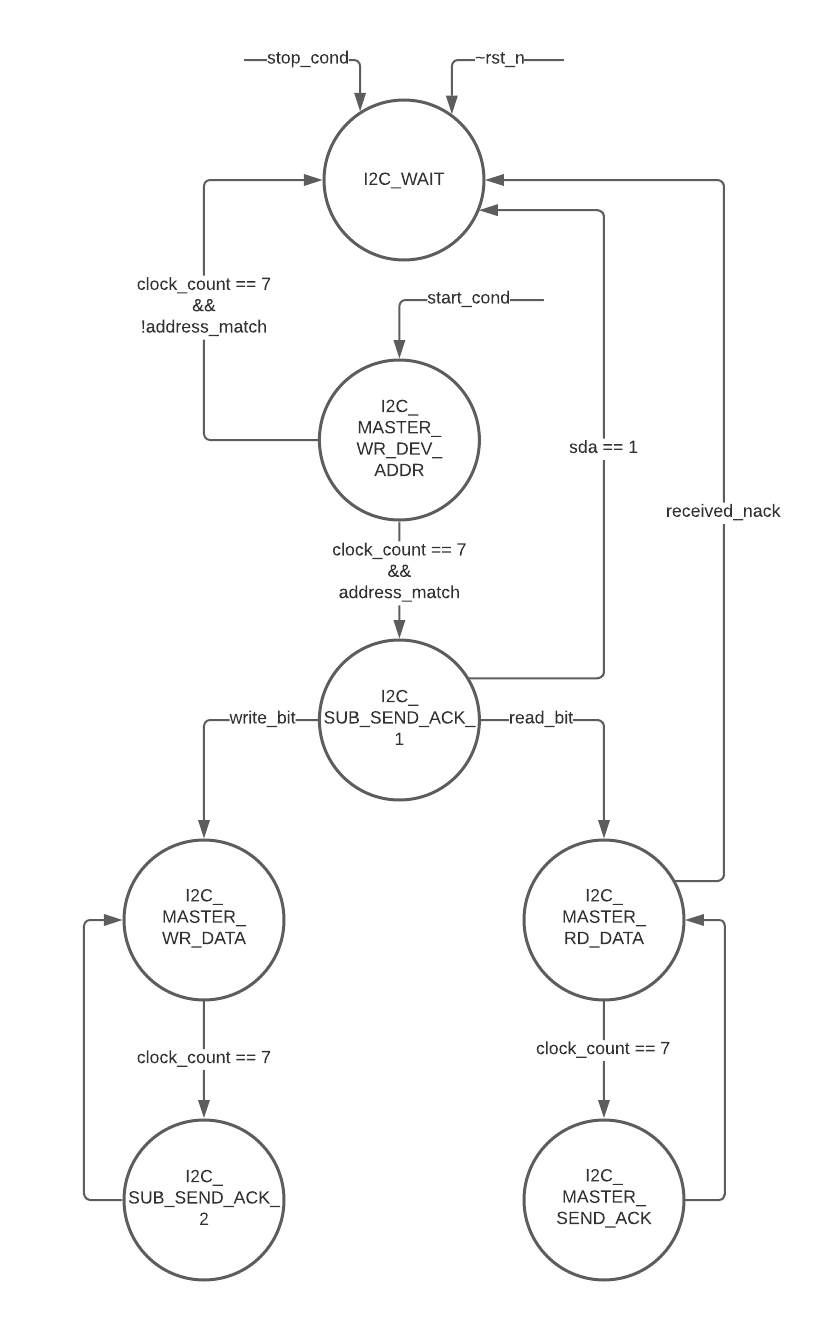 stop_cond
~rst_n
I2C_WAIT
clock_count == 7
&&
!address_match
start_cond
I2C_
MASTER_
WR_DEV_
ADDR
sda == 1
received_nack
clock_count == 7
&&
address_match
I2C_
SUB_SEND_ACK_
1
write_bit
read_bit
I2C_
MASTER_
WR_DATA
I2C_
MASTER_
RD_DATA
clock_count == 7
clock_count == 7
I2C_
SUB_SEND_ACK_
2
I2C_
MASTER_
SEND_ACK